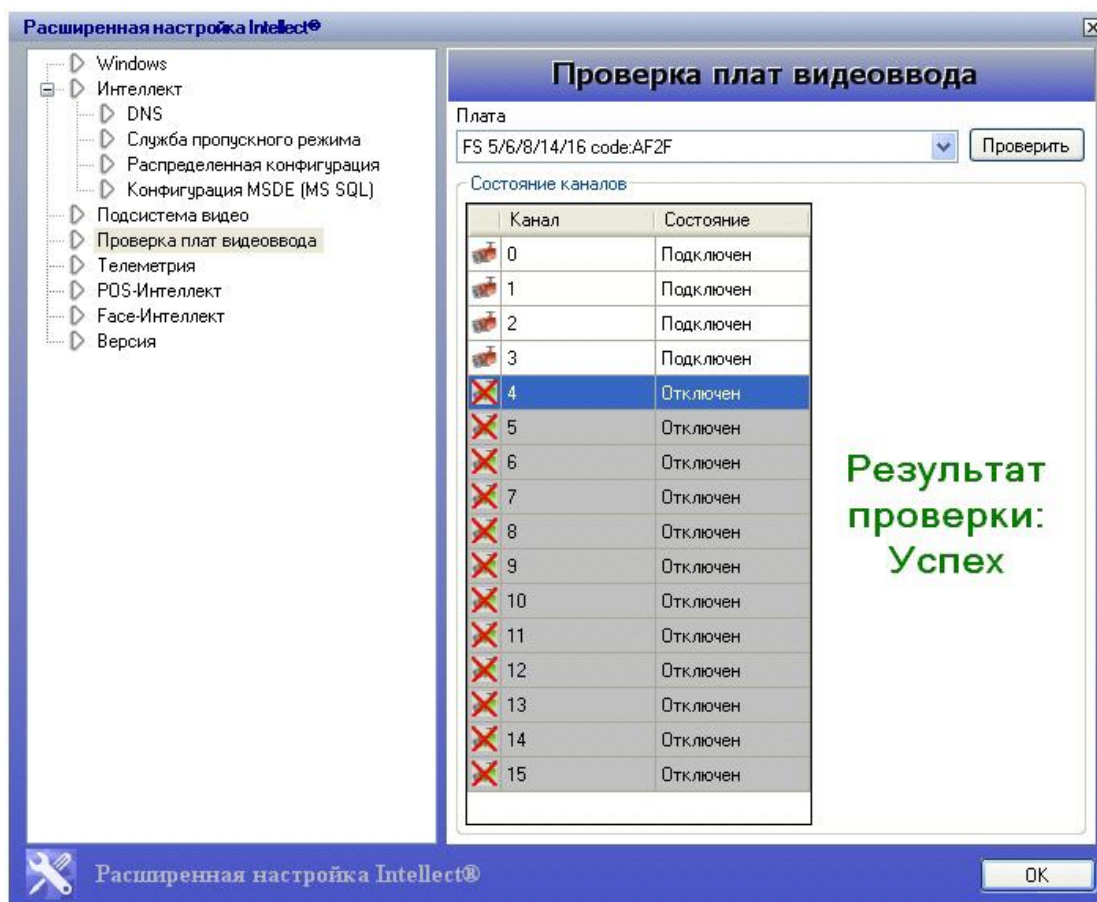 Расширенная настройка Intellect®
Windows
Интеллект
DNS
Служба пропускного режима
Распределенная конфигурация
Конфигурация MSDE (MS SQL)
Подсистема видео
Проверка плат видеоввода
Телеметрия
POS-Интеллект
Face-Интеллект
Версия
Проверка плат видеоввода
Плата
FS 5/6/8/14/16 code:AF2F
Проверить
Состояние каналов
Канал Состояние
0 Подключен
1 Подключен
2 Подключен
3 Подключен
4 Отключен
5 Отключен
6 Отключен
7 Отключен
8 Отключен
9 Отключен
10 Отключен
11 Отключен
12 Отключен
13 Отключен
14 Отключен
15 Отключен
Результат
проверки:
Успех
Расширенная настройка Intellect®
OK